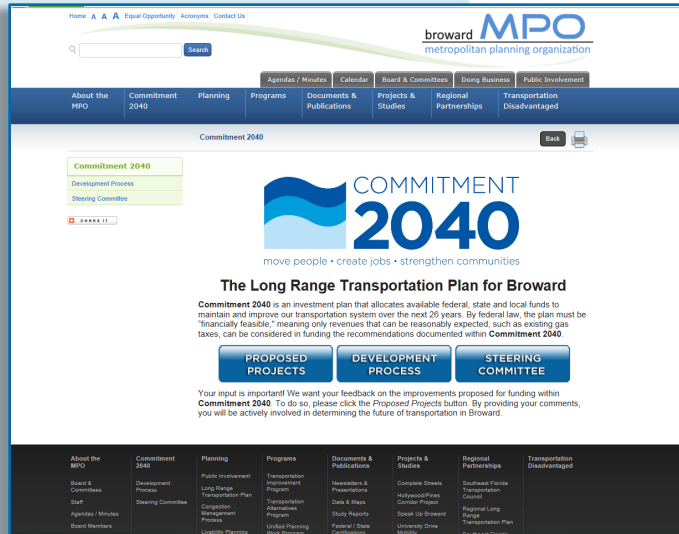 Home A A A Equal Opportunity Acronyms Contact Us
broward MPO
metropolitan planning organization
Search
Agendas / Minutes Calendar Board & Committees Doing Business Public Involvement
About the MPO
Commitment 2040
Planning
Programs
Documents & Publications
Projects & Studies
Regional Partnerships
Transportation Disadvantaged
Commitment 2040
Back
Commitment 2040
Development Process
Steering Committee
SHARE IT
COMMITMENT
2040
move people • create jobs • strengthen communities
The Long Range Transportation Plan for Broward
Commitment 2040 is an investment plan that allocates available federal, state and local funds to
maintain and improve our transportation system over the next 26 years. By federal law, the plan must be
"financially feasible," meaning only revenues that can be reasonably expected, such as existing gas
taxes, can be considered in funding the recommendations documented within Commitment 2040.
PROPOSED
PROJECTS
DEVELOPMENT
PROCESS
STEERING
COMMITTEE
Your input is important! We want your feedback on the improvements proposed for funding within
Commitment 2040. To do so, please click the Proposed Projects button. By providing your comments,
you will be actively involved in determining the future of transportation in Broward.
About the
MPO
Board &
Committees
Staff
Agendas / Minutes
Board Members
Commitment
2040
Development
Process
Steering Committee
Planning
Public Involvement
Long Range
Transportation Plan
Congestion
Management
Process
Livability Planning
Programs
Transportation
Improvement
Program
Transportation
Alternatives
Program
Unified Planning
Work Program
Documents &
Publications
Newsletters &
Presentations
Data & Maps
Study Reports
Federal / State
Certifications
Projects &
Studies
Complete Streets
Hollywood/Pines
Corridor Project
Speak Up Broward
University Drive
Mobility
Regional
Partnerships
Southeast Florida
Transportation
Council
Regional Long
Range
Transportation Plan
Southeast Florida
Transportation
Disadvantaged